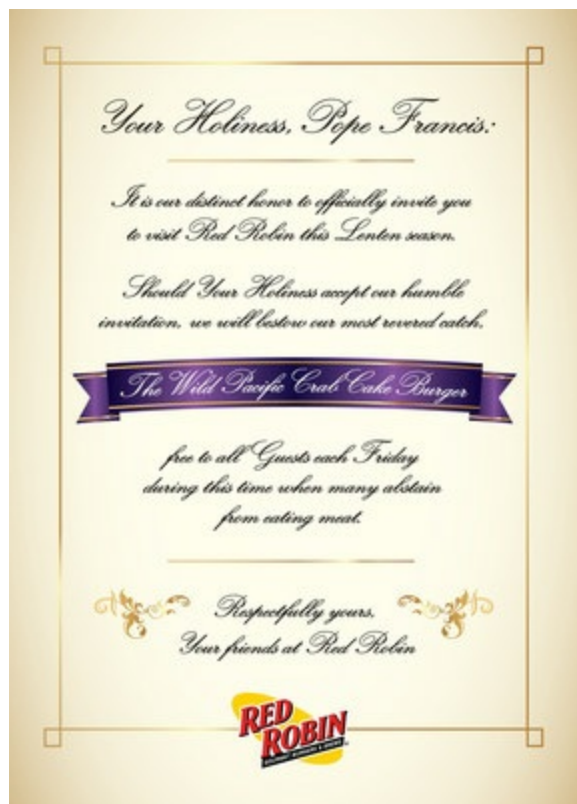 Your Holiness, Pope Francis:
It is our distinct honor to officially invite you
to visit Red Robin this Lenten season.
Should Your Holiness accept our humble
invitation, we will bestow our most revered catch,
The Wild Pacific Crab Cake Burger
free to all Guests each Friday
during this time when many abstain
from eating meat.
Respectfully yours,
Your friends at Red Robin
RED
ROBIN
GOURMET BURGERS & BREWS